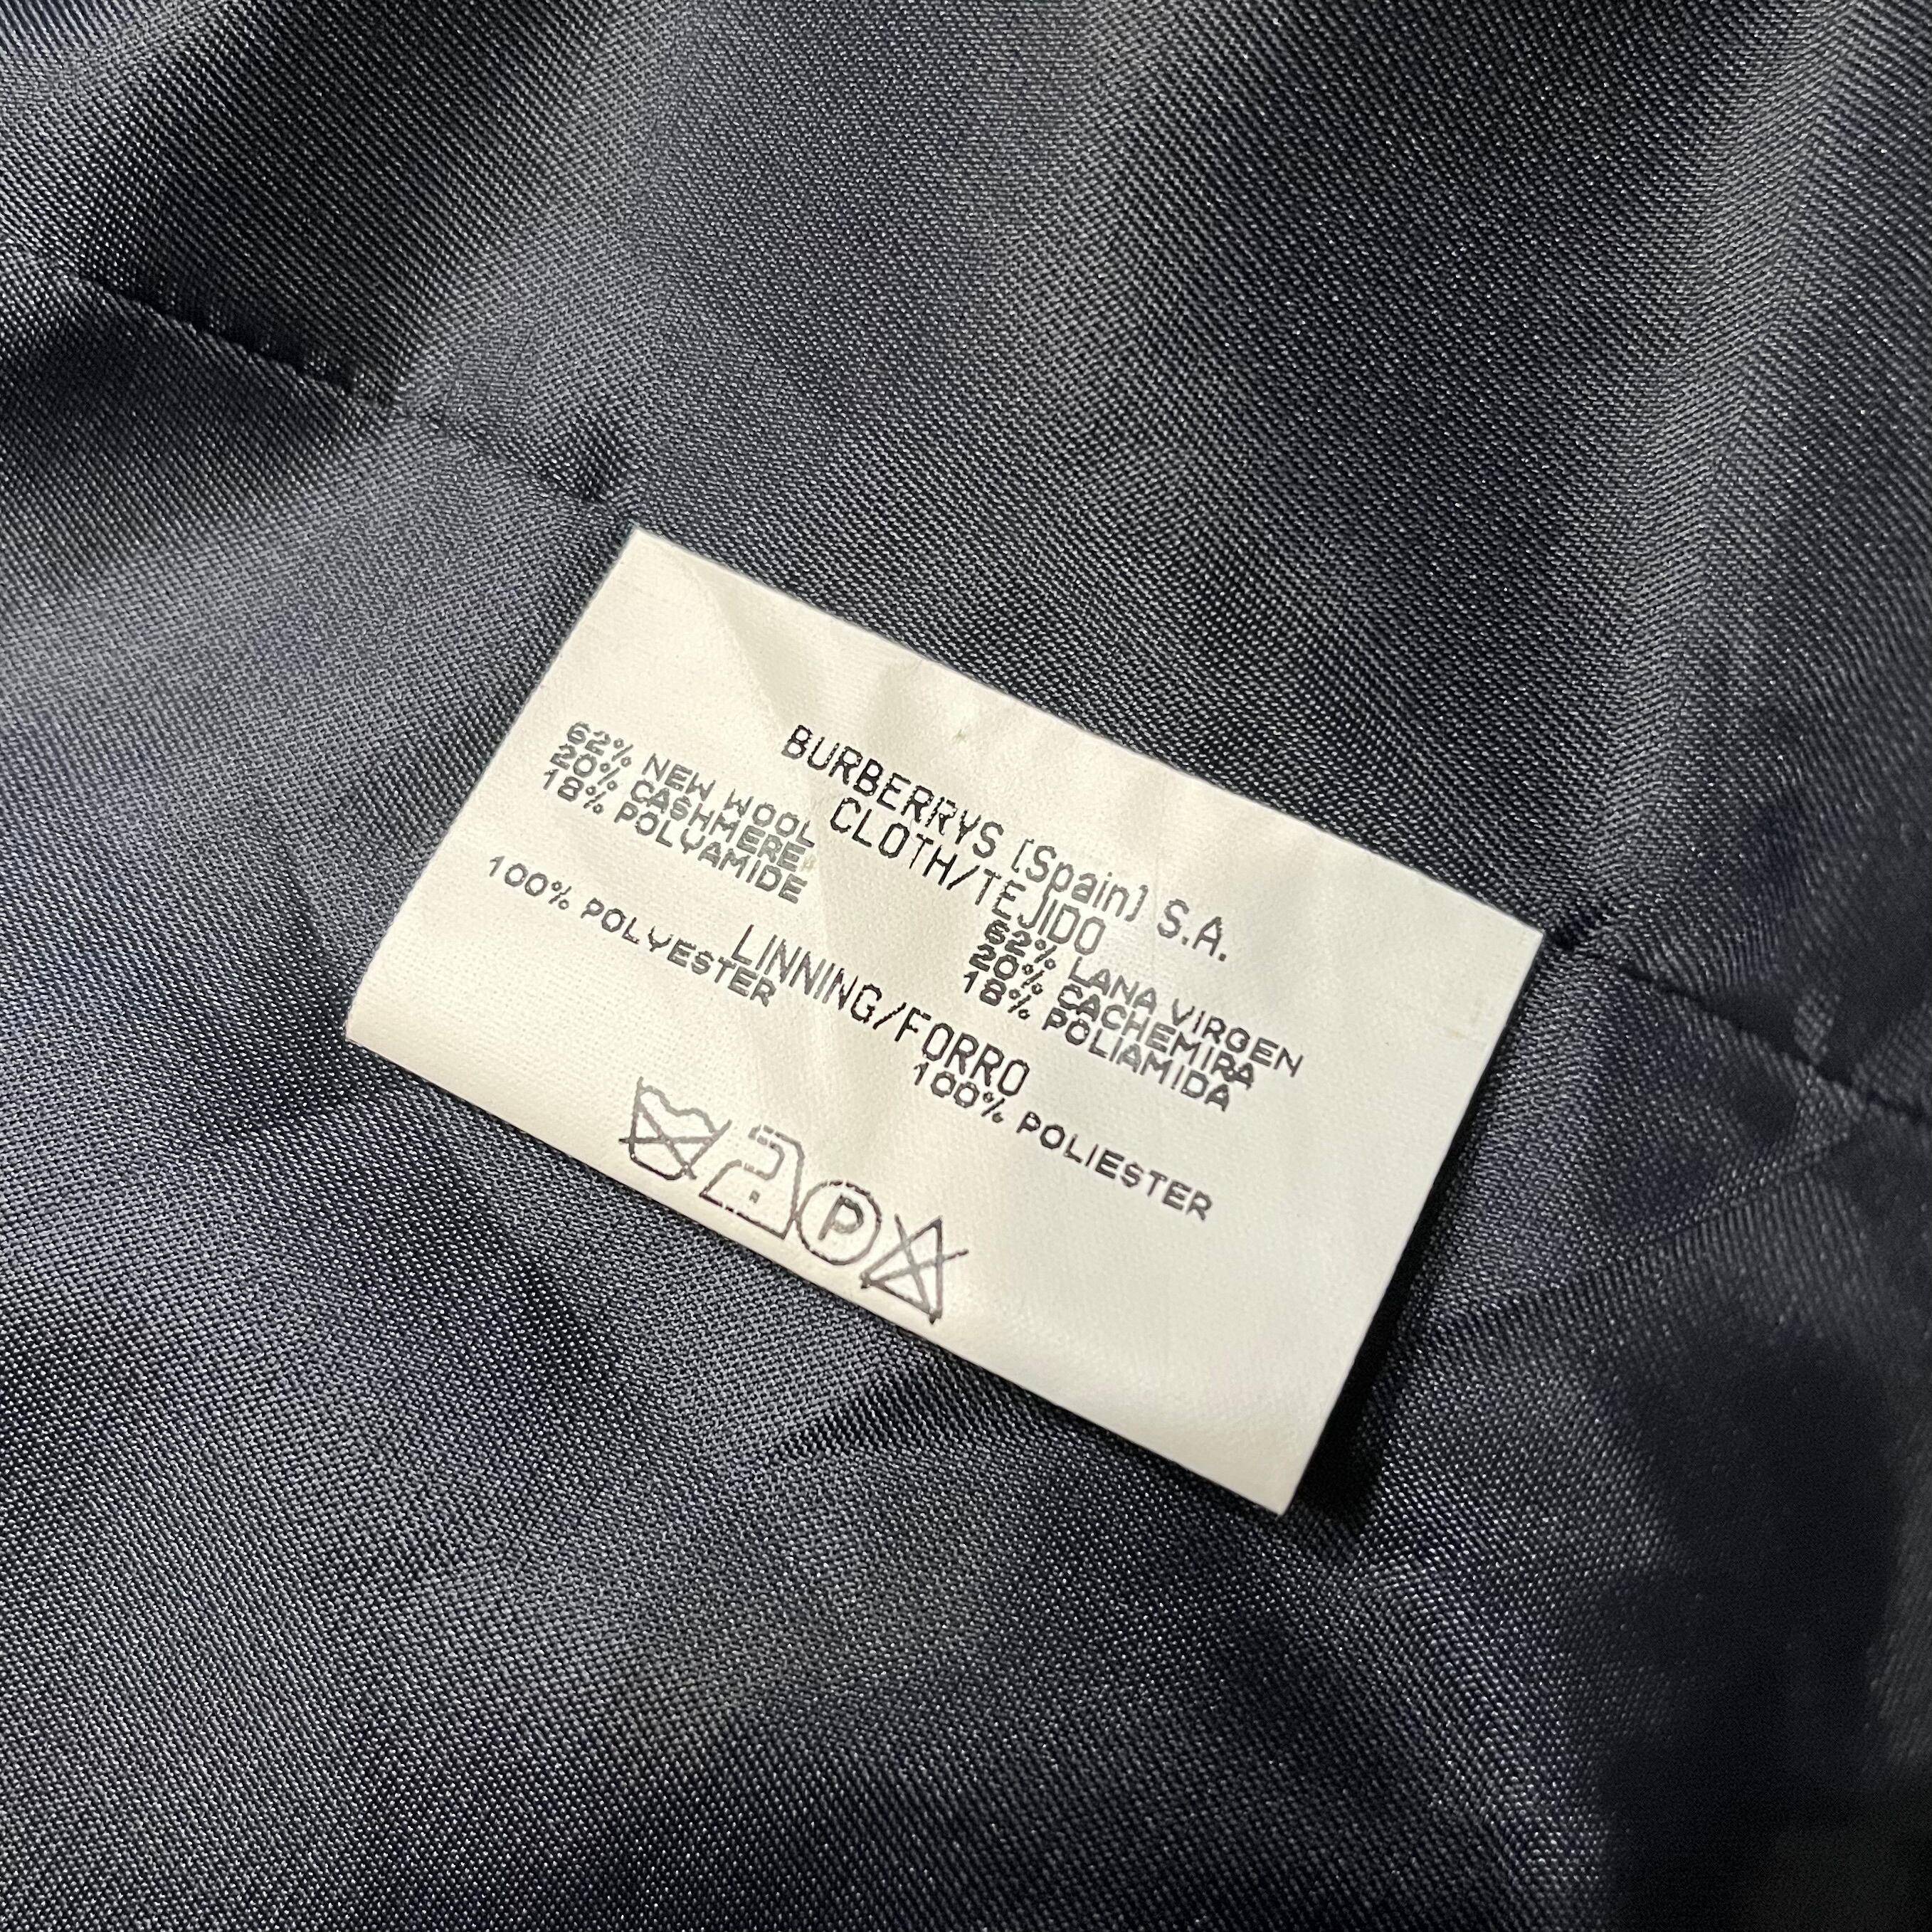 BURBERRYS [Spain] S.A.
CLOTH/TEJIDO
62% NEW WOOL 62% LANA VIRGEN
20% CASHMERE 20% CACHEMIRA
18% POLYAMIDE 18% POLIAMIDA
LINNING/FORRO
100% POLYESTER 100% POLIESTER
P